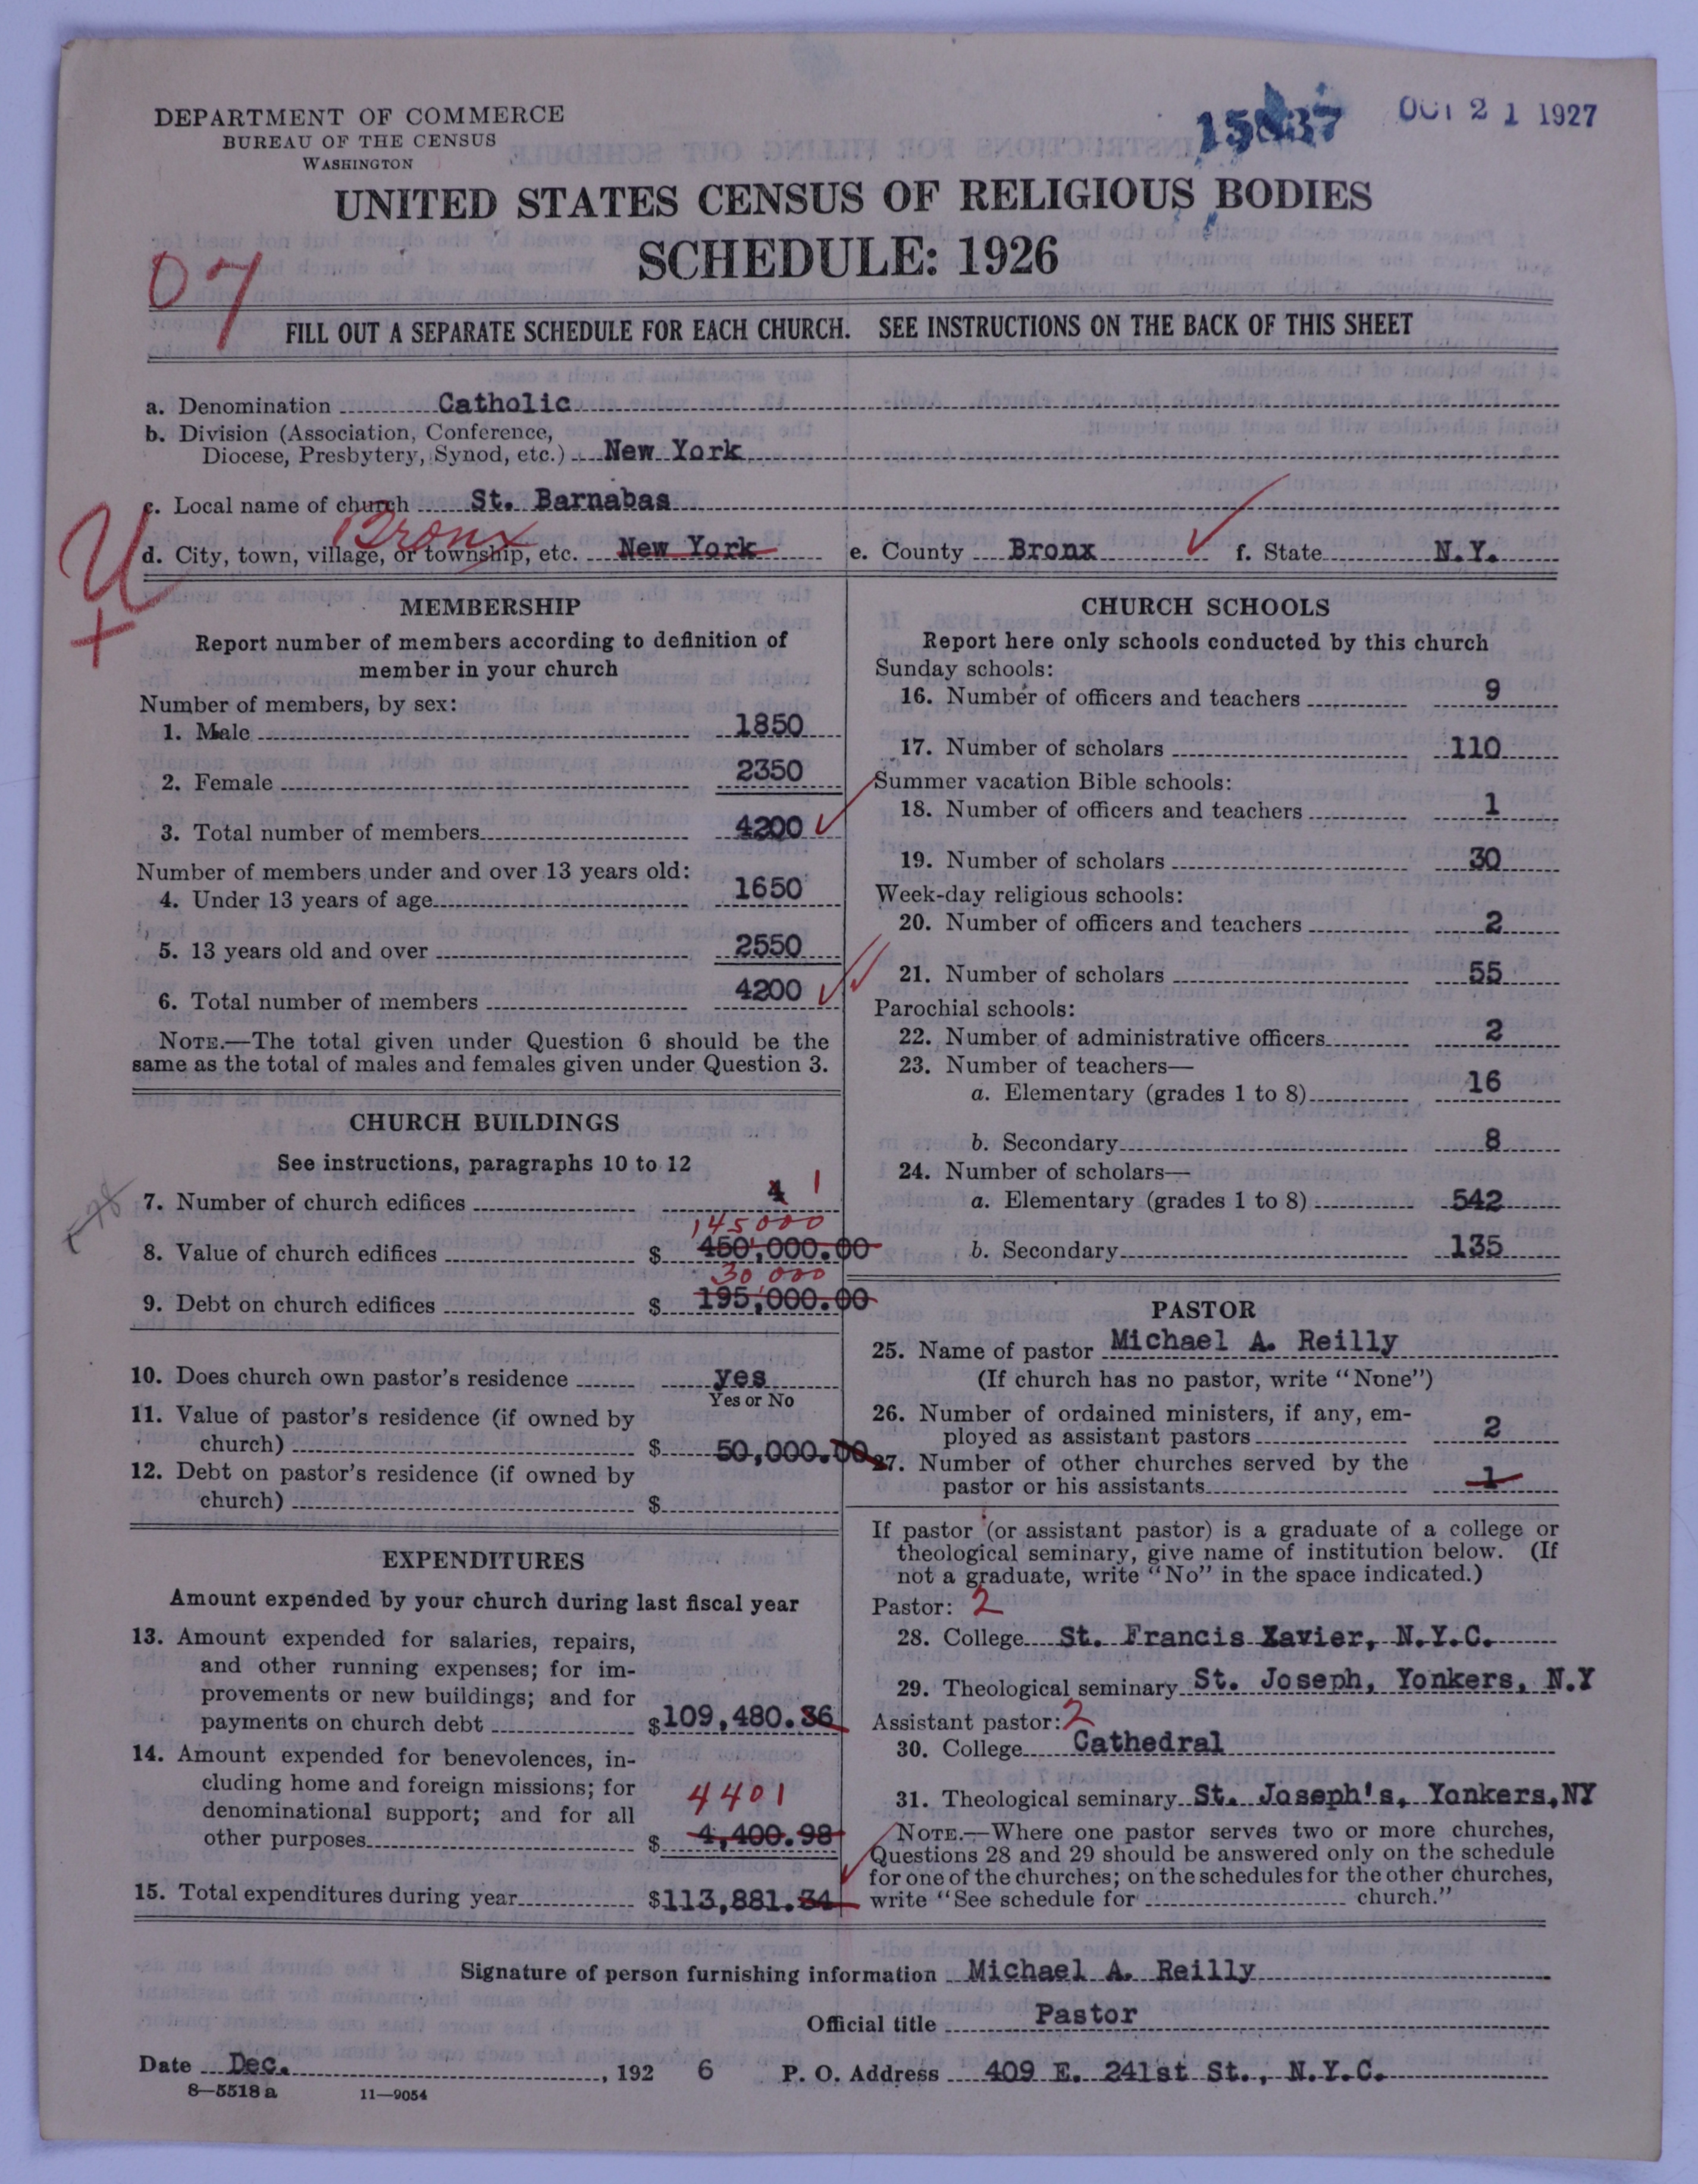 DEPARTMENT OF COMMERCE
BUREAU OF THE CENSUS
WASHINGTON
OCT 21 1927
UNITED STATES CENSUS OF RELIGIOUS BODIES
SCHEDULE: 1926
07
FILL OUT A SEPARATE SCHEDULE FOR EACH CHURCH. SEE INSTRUCTIONS ON THE BACK OF THIS SHEET
a. Denomination Catholic
b. Division (Association, Conference,
Diocese, Presbytery, Synod, etc.) New York
c. Local name of church St. Barnabas
Bronx
d. City, town, village, or township, etc. New York e. County Bronx f. State N.Y.
U
+
MEMBERSHIP
Report number of members according to definition of
member in your church
Number of members, by sex:
1. Male 1850
2. Female 2350
3. Total number of members 4200
Number of members under and over 13 years old:
4. Under 13 years of age 1650
5. 13 years old and over 2550
6. Total number of members 4200
NOTE.—The total given under Question 6 should be the
same as the total of males and females given under Question 3.
CHURCH BUILDINGS
See instructions, paragraphs 10 to 12
7. Number of church edifices 4 1
145000
8. Value of church edifices $ 450,000.00
30 000
9. Debt on church edifices $ 195,000.00
10. Does church own pastor's residence yes
Yes or No
11. Value of pastor's residence (if owned by
church) $ 50,000.00
12. Debt on pastor's residence (if owned by
church) $
EXPENDITURES
Amount expended by your church during last fiscal year
13. Amount expended for salaries, repairs,
and other running expenses; for im-
provements or new buildings; and for
payments on church debt $109,480.36
14. Amount expended for benevolences, in-
cluding home and foreign missions; for
denominational support; and for all
4401
other purposes $ 4,400.98
15. Total expenditures during year $113,881.34
CHURCH SCHOOLS
Report here only schools conducted by this church
Sunday schools:
16. Number of officers and teachers 9
17. Number of scholars 110
Summer vacation Bible schools:
18. Number of officers and teachers 1
19. Number of scholars 30
Week-day religious schools:
20. Number of officers and teachers 2
21. Number of scholars 55
Parochial schools:
22. Number of administrative officers 2
23. Number of teachers—
a. Elementary (grades 1 to 8) 16
b. Secondary 8
24. Number of scholars—
a. Elementary (grades 1 to 8) 542
b. Secondary 135
PASTOR
25. Name of pastor Michael A. Reilly
(If church has no pastor, write "None")
26. Number of ordained ministers, if any, em-
ployed as assistant pastors 2
27. Number of other churches served by the
pastor or his assistants 1
If pastor (or assistant pastor) is a graduate of a college or
theological seminary, give name of institution below. (If
not a graduate, write "No" in the space indicated.)
Pastor: 2
28. College St. Francis Xavier, N.Y.C.
29. Theological seminary St. Joseph, Yonkers, N.Y
Assistant pastor: 2
30. College Cathedral
31. Theological seminary St. Joseph's, Yonkers, NY
NOTE.—Where one pastor serves two or more churches,
Questions 28 and 29 should be answered only on the schedule
for one of the churches; on the schedules for the other churches,
write "See schedule for church."
Signature of person furnishing information Michael A. Reilly
Official title Pastor
Date Dec. , 192 6 P. O. Address 409 E. 241st St., N.Y.C.
8—5518 a 11—9054